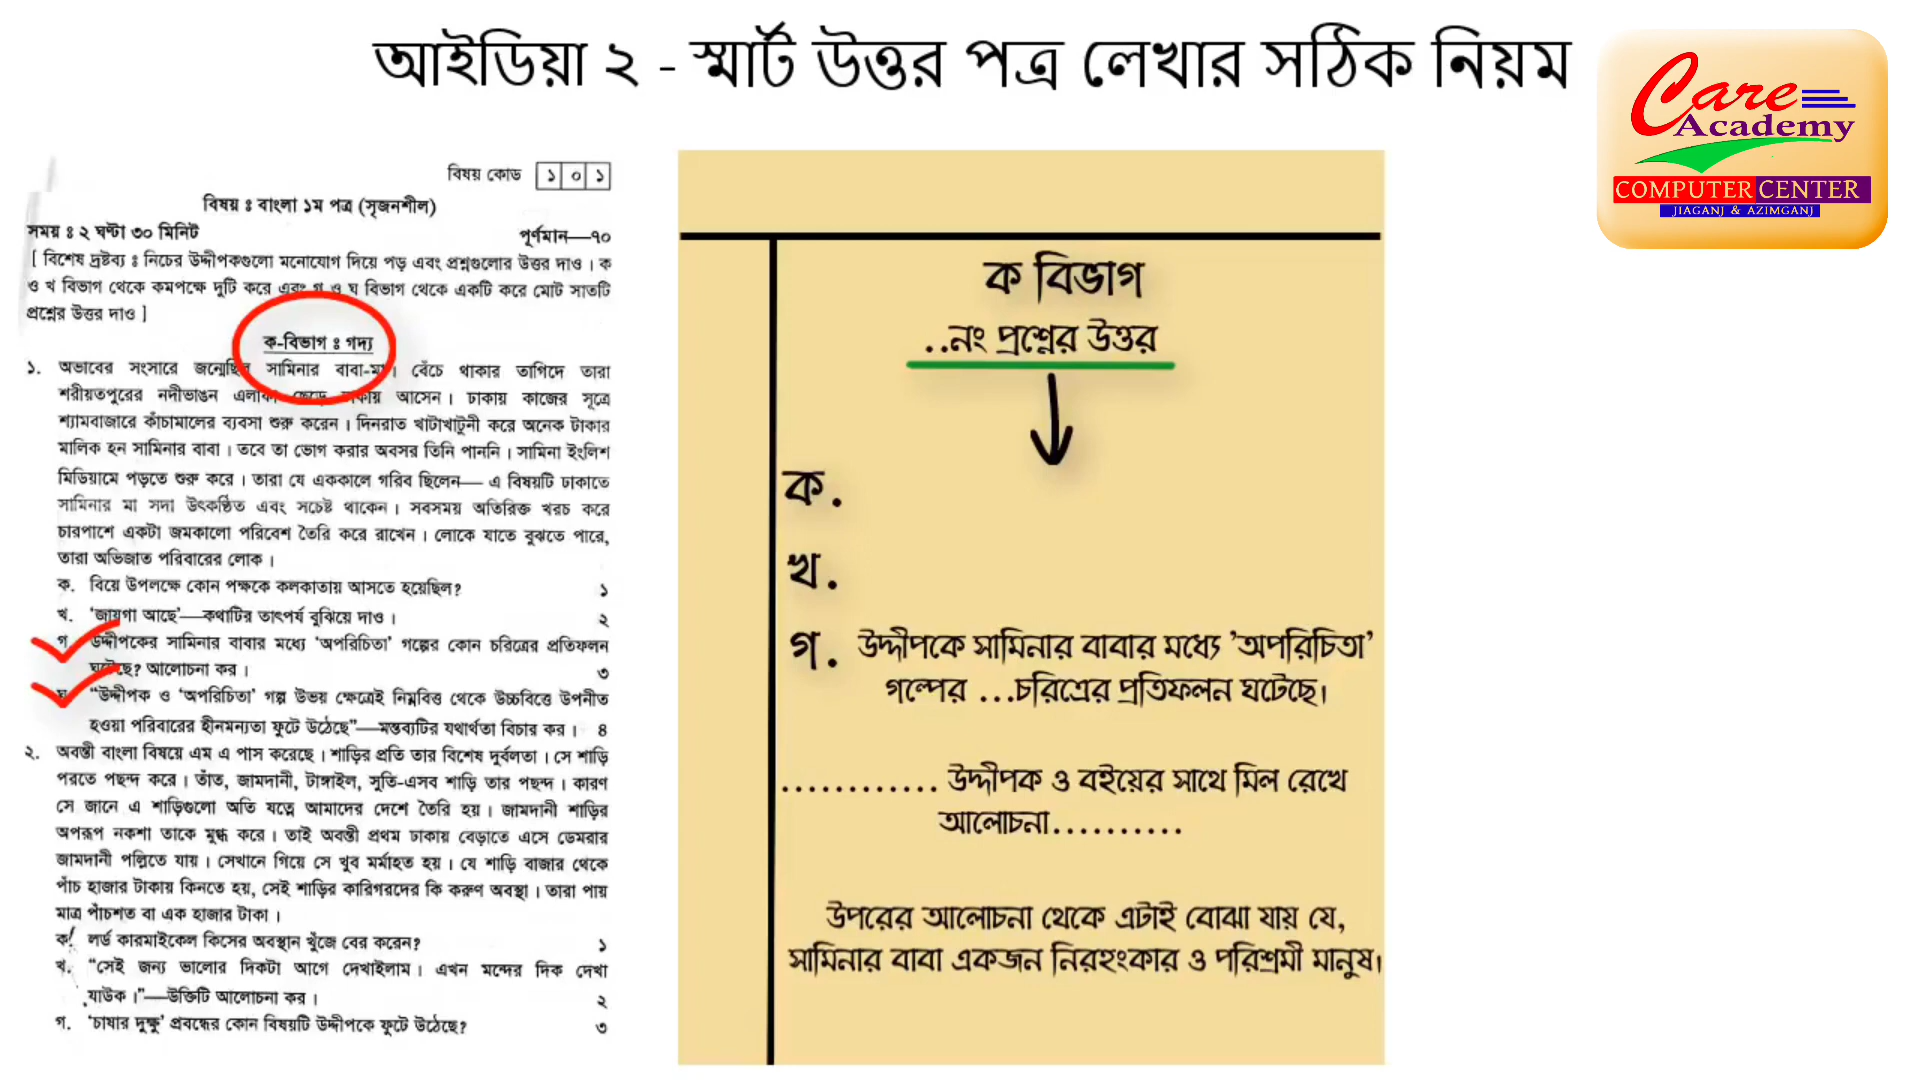 আইডিয়া ২ - স্মার্ট উত্তর পত্র লেখার সঠিক নিয়ম
Care
Academy
COMPUTER CENTER
JIAGANJ & AZIMGANJ
বিষয় কোড ১ ০ ১
বিষয় ঃ বাংলা ১ম পত্র (সৃজনশীল)
সময় ঃ ২ ঘণ্টা ৩০ মিনিট
পূর্ণমান—৭০
[ বিশেষ দ্রষ্টব্য ঃ নিচের উদ্দীপকগুলো মনোযোগ দিয়ে পড় এবং প্রশ্নগুলোর উত্তর দাও। ক
ও খ বিভাগ থেকে কমপক্ষে দুটি করে এবং গ ও ঘ বিভাগ থেকে একটি করে মোট সাতটি
প্রশ্নের উত্তর দাও ]
ক-বিভাগ ঃ গদ্য
১. অভাবের সংসারে জন্মেছিল সামিনার বাবা-মা। বেঁচে থাকার তাগিদে তারা
শরীয়তপুরের নদীভাঙন এলাকা ছেড়ে ঢাকায় আসেন। ঢাকায় কাজের সূত্রে
শ্যামবাজারে কাঁচামালের ব্যবসা শুরু করেন। দিনরাত খাটাখাটুনী করে অনেক টাকার
মালিক হন সামিনার বাবা। তবে তা ভোগ করার অবসর তিনি পাননি। সামিনা ইংলিশ
মিডিয়ামে পড়তে শুরু করে। তারা যে এককালে গরিব ছিলেন— এ বিষয়টি ঢাকাতে
সামিনার মা সদা উৎকণ্ঠিত এবং সচেষ্ট থাকেন। সবসময় অতিরিক্ত খরচ করে
চারপাশে একটা জমকালো পরিবেশ তৈরি করে রাখেন। লোকে যাতে বুঝতে পারে,
তারা অভিজাত পরিবারের লোক।
ক. বিয়ে উপলক্ষে কোন পক্ষকে কলকাতায় আসতে হয়েছিল? ১
খ. ‘জায়গা আছে’—কথাটির তাৎপর্য বুঝিয়ে দাও। ২
গ উদ্দীপকের সামিনার বাবার মধ্যে ‘অপরিচিতা’ গল্পের কোন চরিত্রের প্রতিফলন
ঘটেছে? আলোচনা কর। ৩
ঘ “উদ্দীপক ও ‘অপরিচিতা’ গল্প উভয় ক্ষেত্রেই নিম্নবিত্ত থেকে উচ্চবিত্তে উপনীত
হওয়া পরিবারের হীনমন্যতা ফুটে উঠেছে”—মন্তব্যটির যথার্থতা বিচার কর। ৪
২. অবন্তী বাংলা বিষয়ে এম এ পাস করেছে। শাড়ির প্রতি তার বিশেষ দুর্বলতা। সে শাড়ি
পরতে পছন্দ করে। তাঁত, জামদানী, টাঙ্গাইল, সুতি-এসব শাড়ি তার পছন্দ। কারণ
সে জানে এ শাড়িগুলো অতি যত্নে আমাদের দেশে তৈরি হয়। জামদানী শাড়ির
অপরূপ নকশা তাকে মুগ্ধ করে। তাই অবন্তী প্রথম ঢাকায় বেড়াতে এসে ডেমরার
জামদানী পল্লিতে যায়। সেখানে গিয়ে সে খুব মর্মাহত হয়। যে শাড়ি বাজার থেকে
পাঁচ হাজার টাকায় কিনতে হয়, সেই শাড়ির কারিগরদের কি করুণ অবস্থা। তারা পায়
মাত্র পাঁচশত বা এক হাজার টাকা।
ক. লর্ড কারমাইকেল কিসের অবস্থান খুঁজে বের করেন? ১
খ. “সেই জন্য ভালোর দিকটা আগে দেখাইলাম। এখন মন্দের দিক দেখা
যাউক।”—উক্তিটি আলোচনা কর। ২
গ. ‘চাষার দুক্ষু’ প্রবন্ধের কোন বিষয়টি উদ্দীপকে ফুটে উঠেছে? ৩
ক বিভাগ
..নং প্রশ্নের উত্তর
ক.
খ.
গ. উদ্দীপকে সামিনার বাবার মধ্যে ’অপরিচিতা’
গল্পের ...চরিত্রের প্রতিফলন ঘটেছে।
............ উদ্দীপক ও বইয়ের সাথে মিল রেখে
আলোচনা..........
উপরের আলোচনা থেকে এটাই বোঝা যায় যে,
সামিনার বাবা একজন নিরহংকার ও পরিশ্রমী মানুষ।